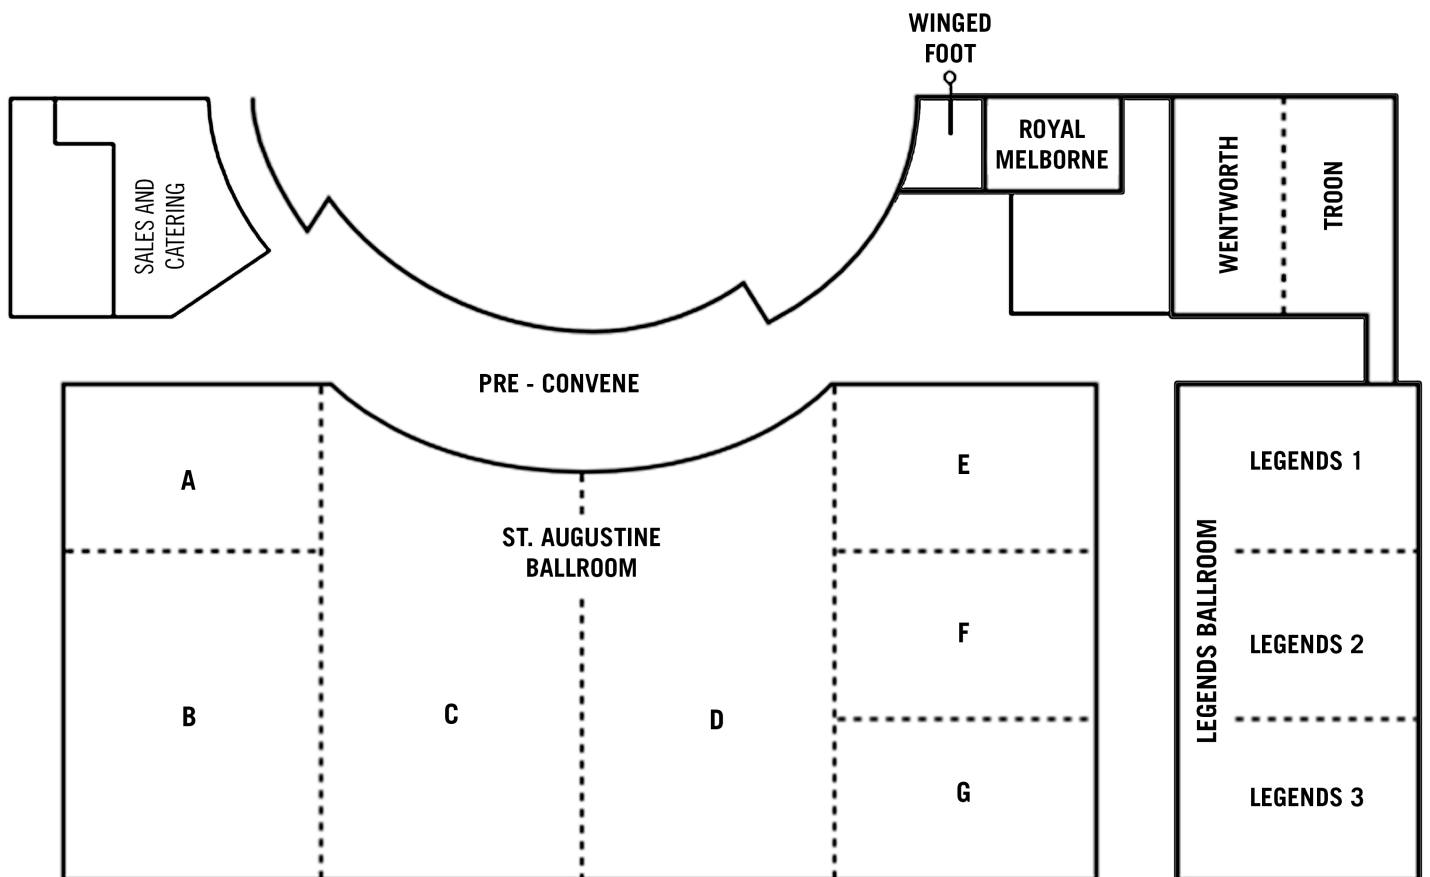 WINGED
FOOT
ROYAL
MELBORNE
WENTWORTH
TROON
SALES AND
CATERING
PRE - CONVENE
A
E
LEGENDS 1
ST. AUGUSTINE
BALLROOM
LEGENDS BALLROOM
F
LEGENDS 2
B
C
D
G
LEGENDS 3